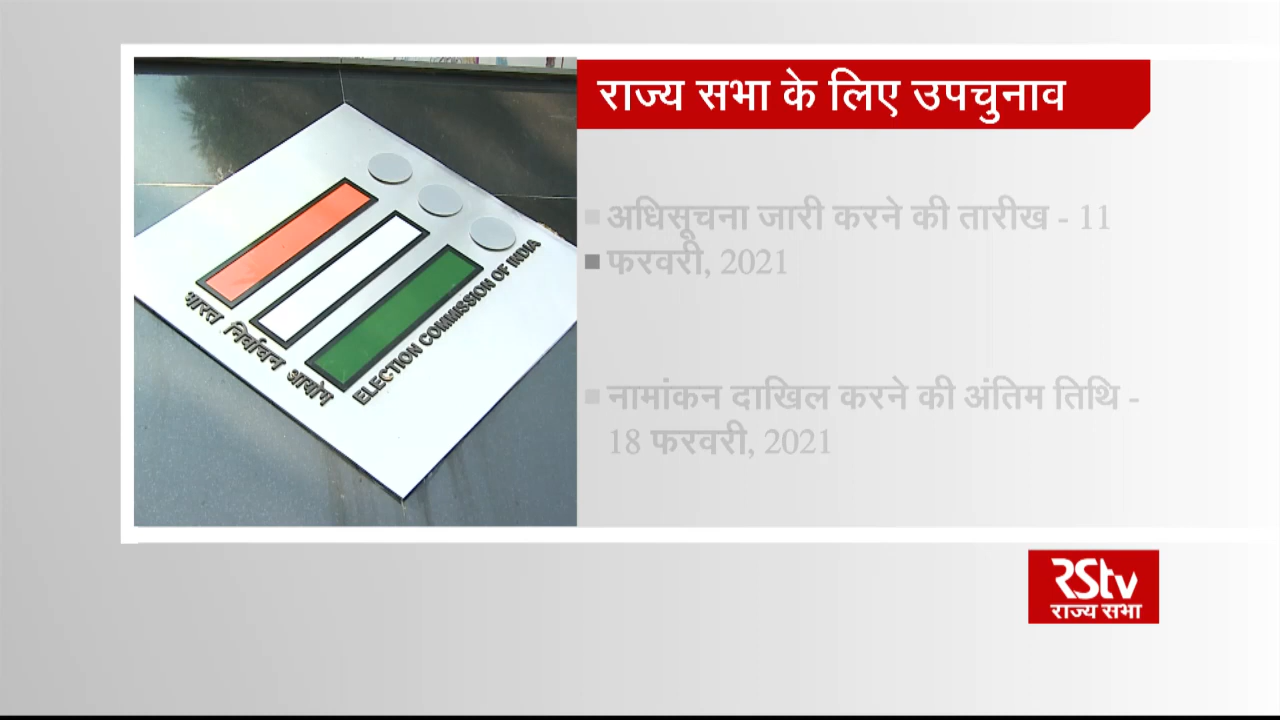 राज्य सभा के लिए उपचुनाव
भारत निर्वाचन आयोग
ELECTION COMMISSION OF INDIA
अधिसूचना जारी करने की तारीख - 11
फरवरी, 2021
नामांकन दाखिल करने की अंतिम तिथि -
18 फरवरी, 2021
RStv
राज्य सभा